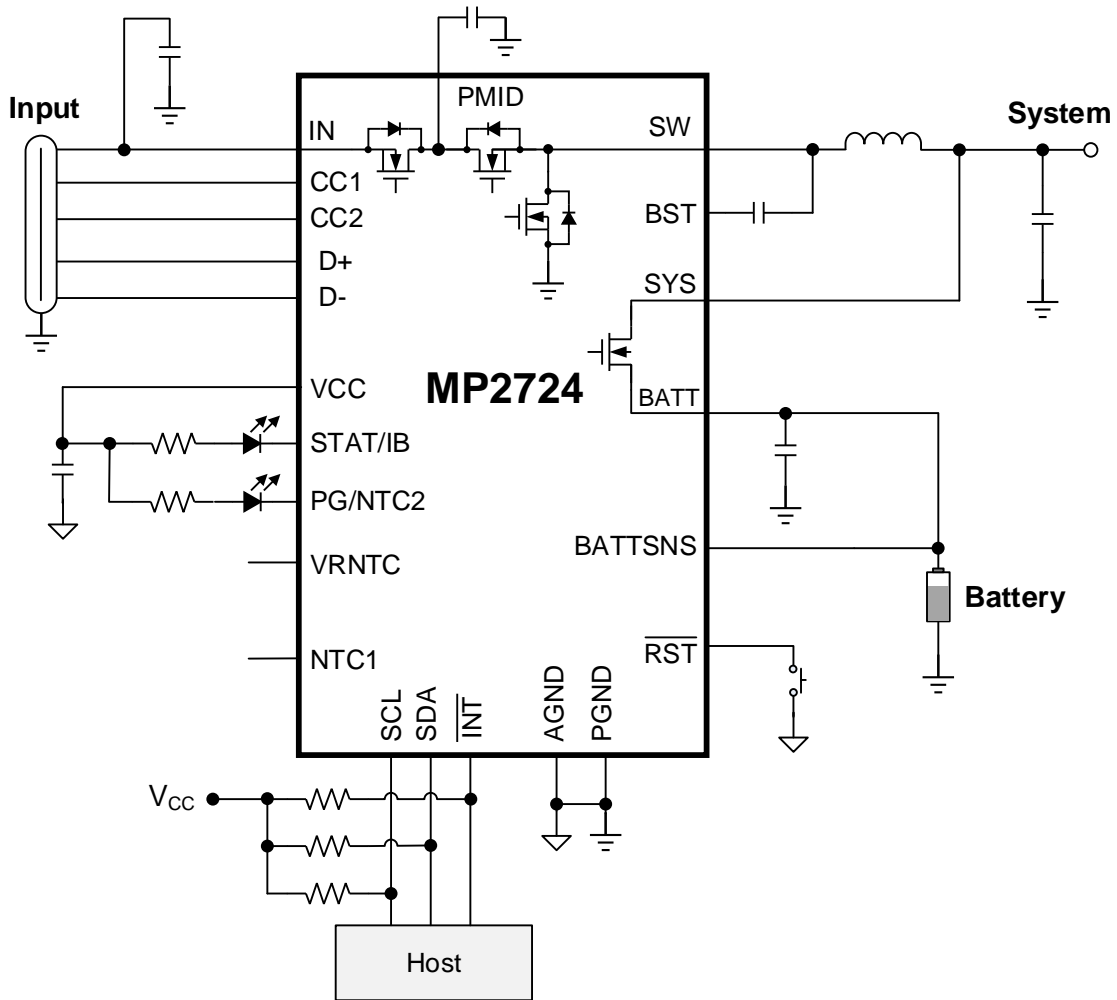 PMID
Input
System
IN
SW
CC1
CC2
BST
D+
D-
SYS
MP2724
VCC
BATT
STAT/IB
PG/NTC2
BATTSNS
VRNTC
Battery
RST
NTC1
SCL
SDA
INT
AGND
PGND
VCC
Host